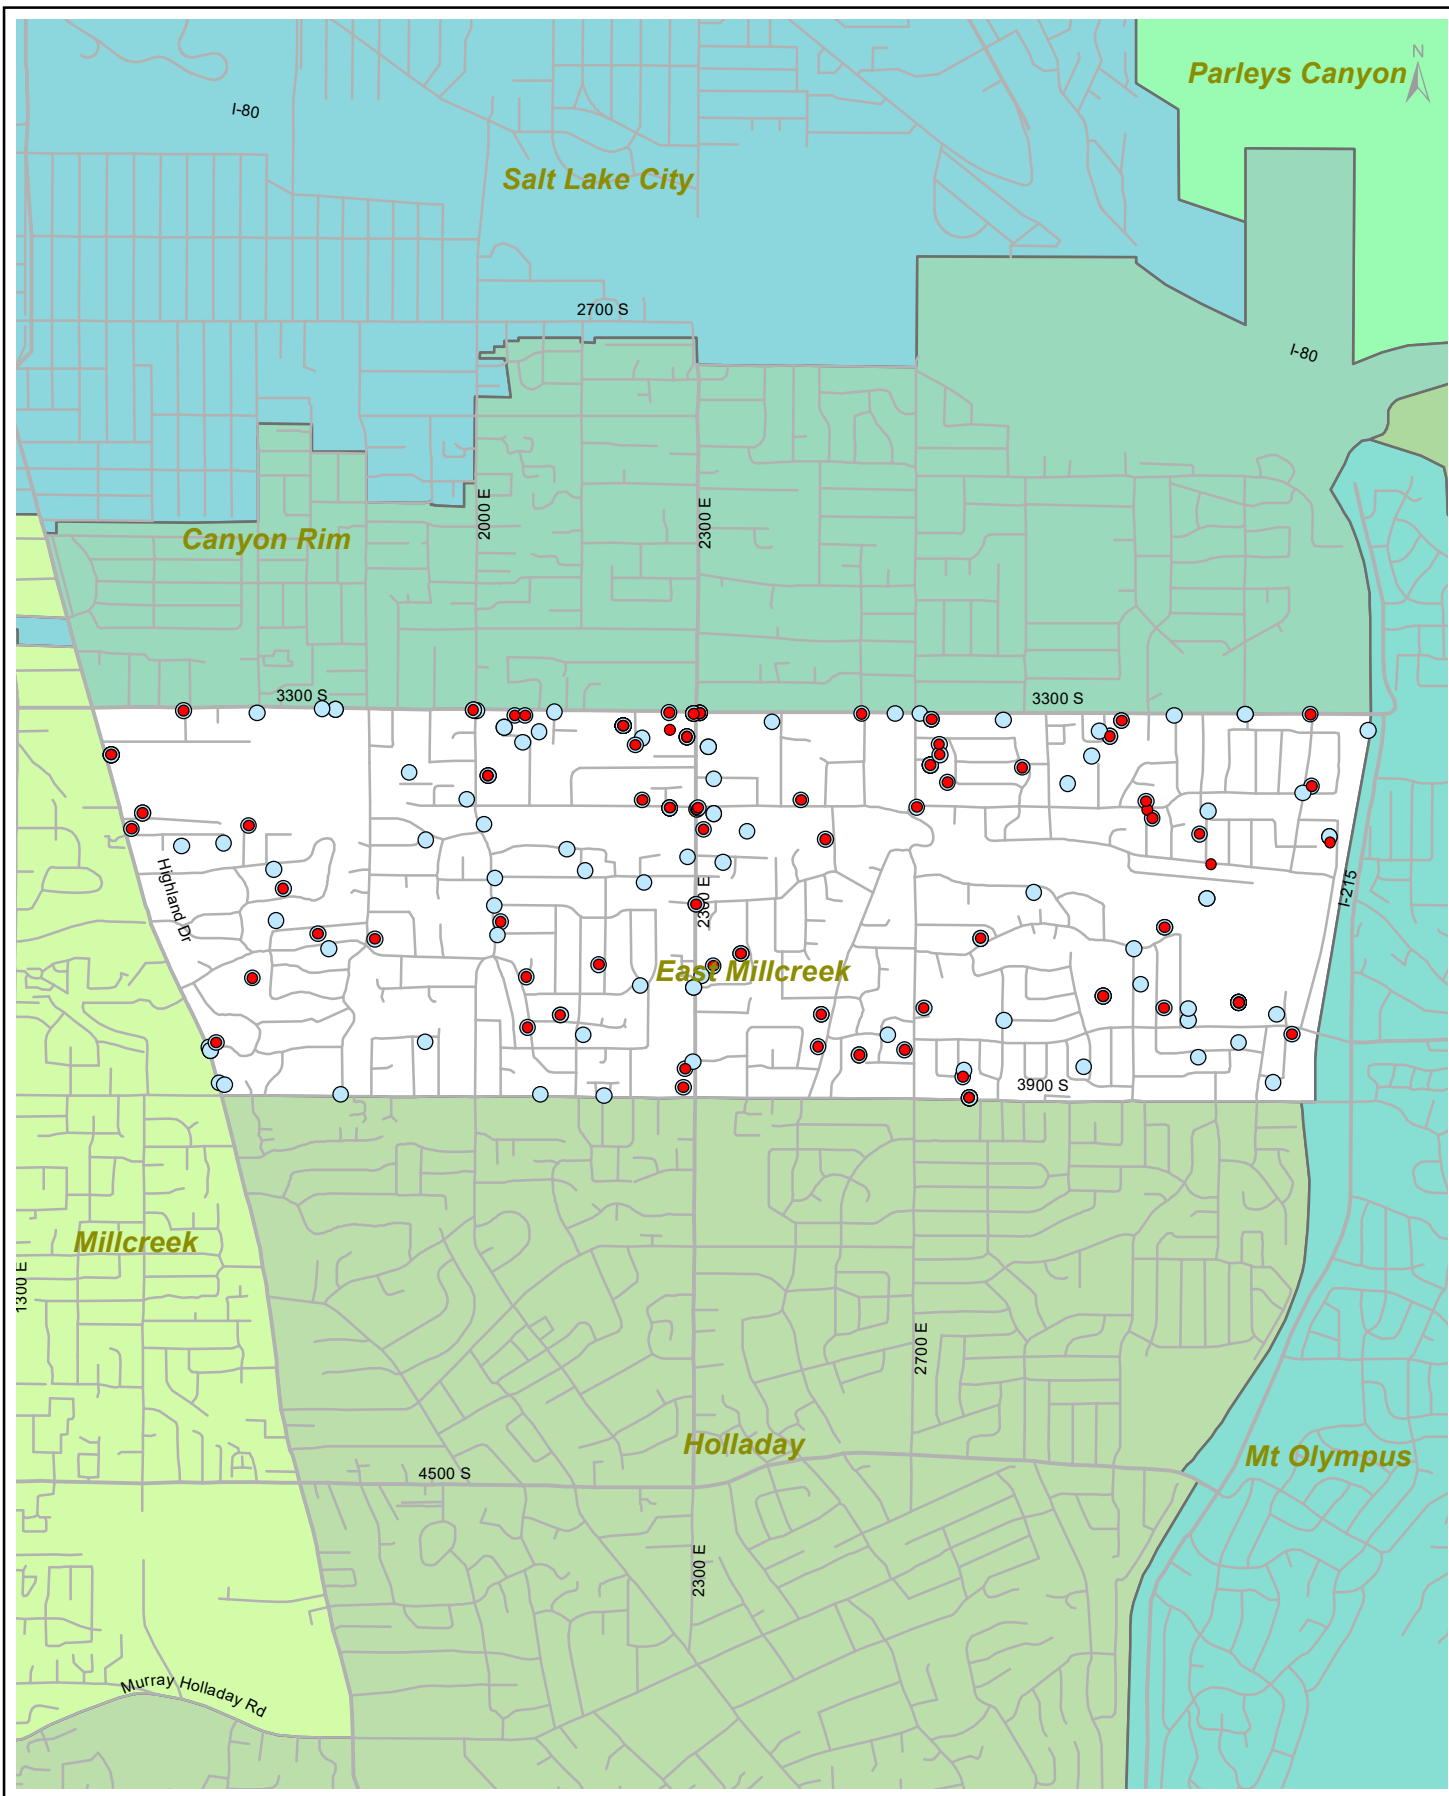 Parleys Canyon
N
I-80
Salt Lake City
2700 S
I-80
2000 E
2300 E
Canyon Rim
3300 S
3300 S
Highland Dr
2300 E
I-215
East Millcreek
3900 S
Millcreek
1300 E
2700 E
Holladay
Mt Olympus
4500 S
2300 E
Murray Holladay Rd